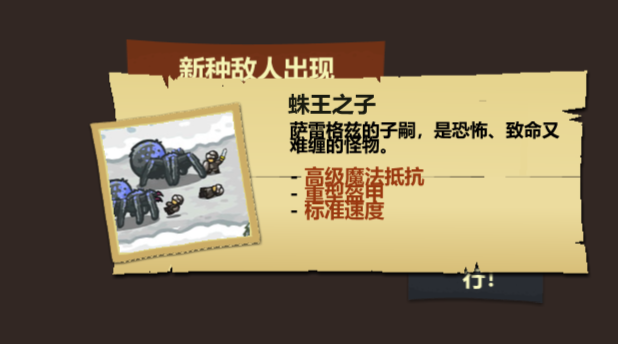 新种敌人出现
蛛王之子
萨雷格兹的子嗣，是恐怖、致命又
难缠的怪物。
- 高级魔法抵抗
- 重型盔甲
- 标准速度
行！